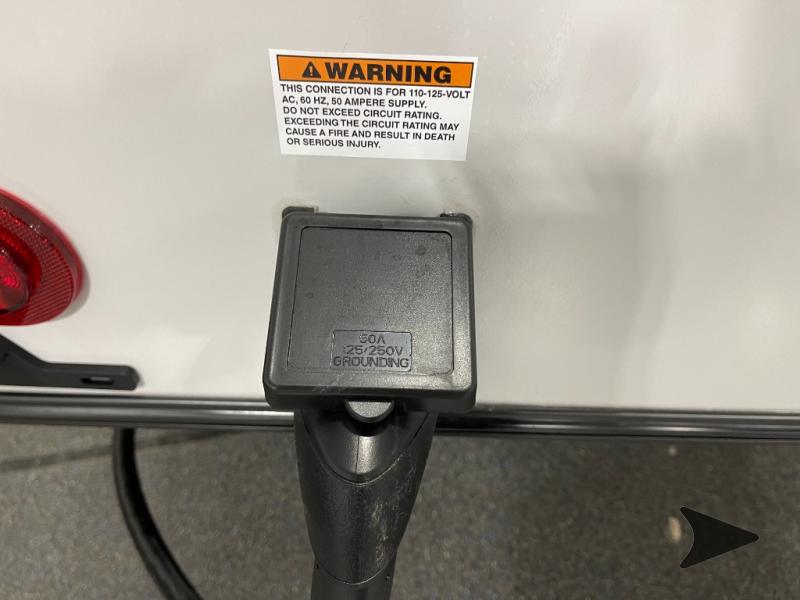 WARNING
THIS CONNECTION IS FOR 110-125-VOLT
AC, 60 HZ, 50 AMPERE SUPPLY.
DO NOT EXCEED CIRCUIT RATING.
EXCEEDING THE CIRCUIT RATING MAY
CAUSE A FIRE AND RESULT IN DEATH
OR SERIOUS INJURY.
50A
125/250V
GROUNDING